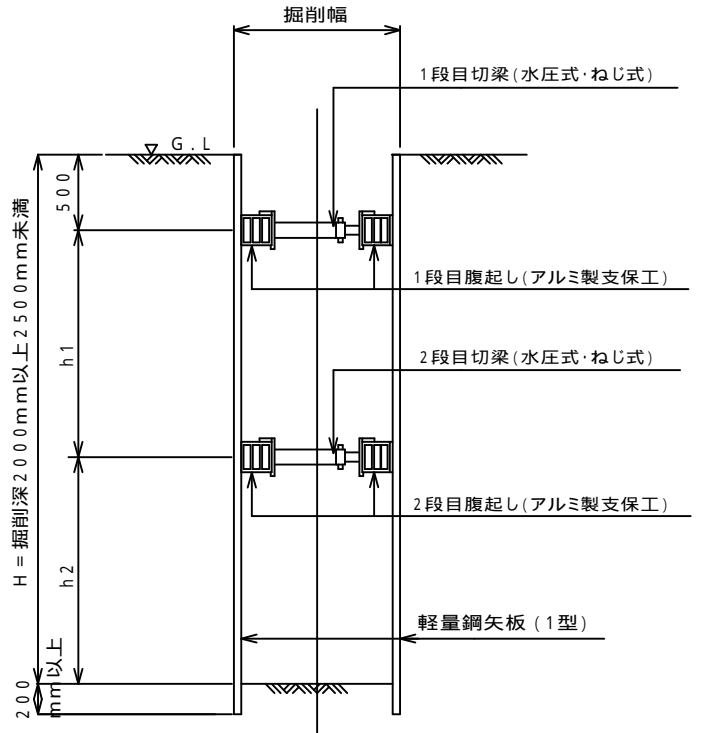 掘削幅
1段目切梁(水圧式・ねじ式)
G.L
500
1段目腹起し(アルミ製支保工)
h1
H=掘削深2000mm以上2500mm未満
2段目切梁(水圧式・ねじ式)
2段目腹起し(アルミ製支保工)
h2
軽量鋼矢板(1型)
200
mm以上